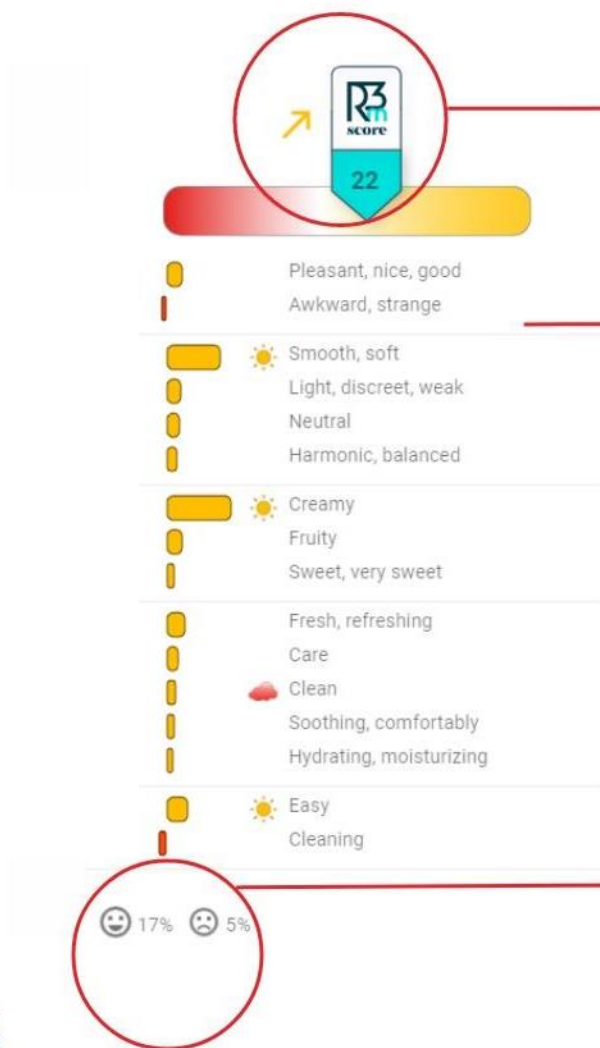 R3m
score
22
Pleasant, nice, good
Awkward, strange
Smooth, soft
Light, discreet, weak
Neutral
Harmonic, balanced
Creamy
Fruity
Sweet, very sweet
Fresh, refreshing
Care
Clean
Soothing, comfortably
Hydrating, moisturizing
Easy
Cleaning
17% 5%